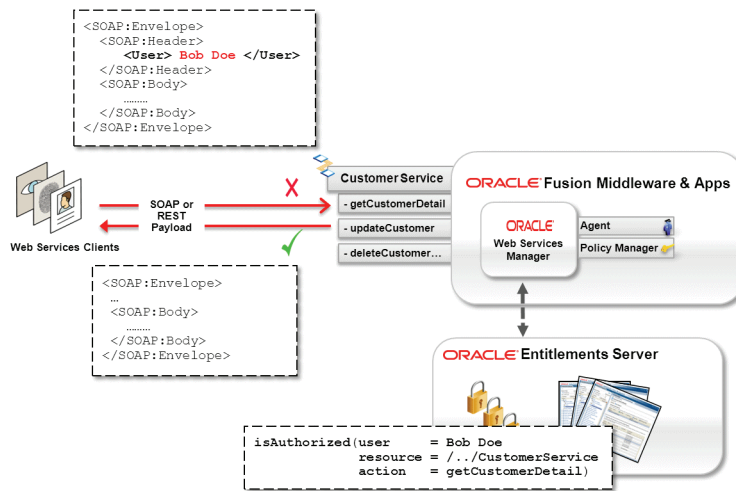 <SOAP:Envelope>
<SOAP:Header>
<User> Bob Doe </User>
</SOAP:Header>
<SOAP:Body>
.........
</SOAP:Body>
</SOAP:Envelope>
Web Services Clients
SOAP or
REST
Payload
X
Customer Service
- getCustomerDetail
- updateCustomer
- deleteCustomer...
ORACLE Fusion Middleware & Apps
ORACLE
Web Services
Manager
Agent
Policy Manager
<SOAP:Envelope>
…
<SOAP:Body>
.........
</SOAP:Body>
</SOAP:Envelope>
ORACLE Entitlements Server
isAuthorized(user = Bob Doe
resource = /../CustomerService
action = getCustomerDetail)